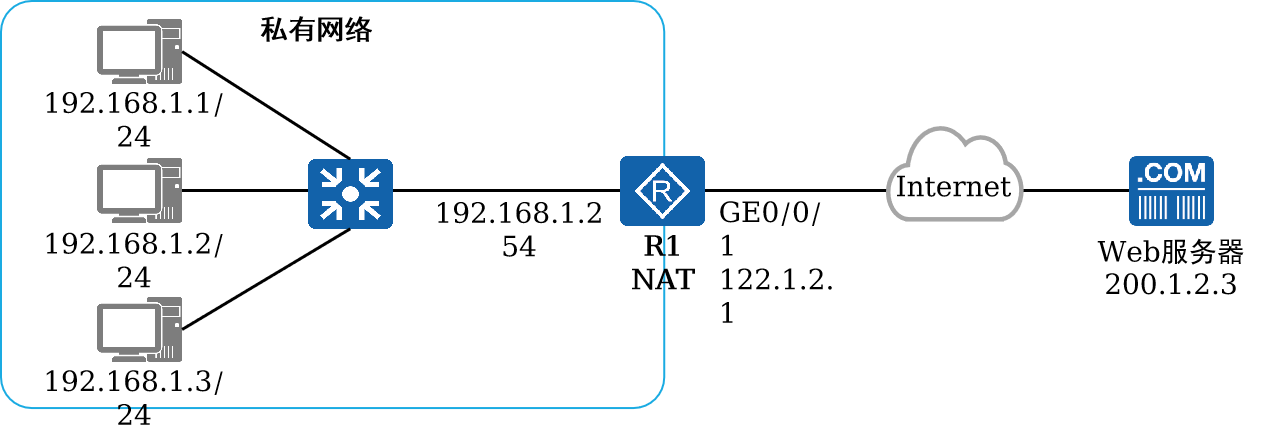 私有网络
192.168.1.1/
24
192.168.1.2/
24
192.168.1.3/
24
192.168.1.2
54
R
R1
NAT
GE0/0/
1
122.1.2.
1
Internet
.COM
Web服务器
200.1.2.3